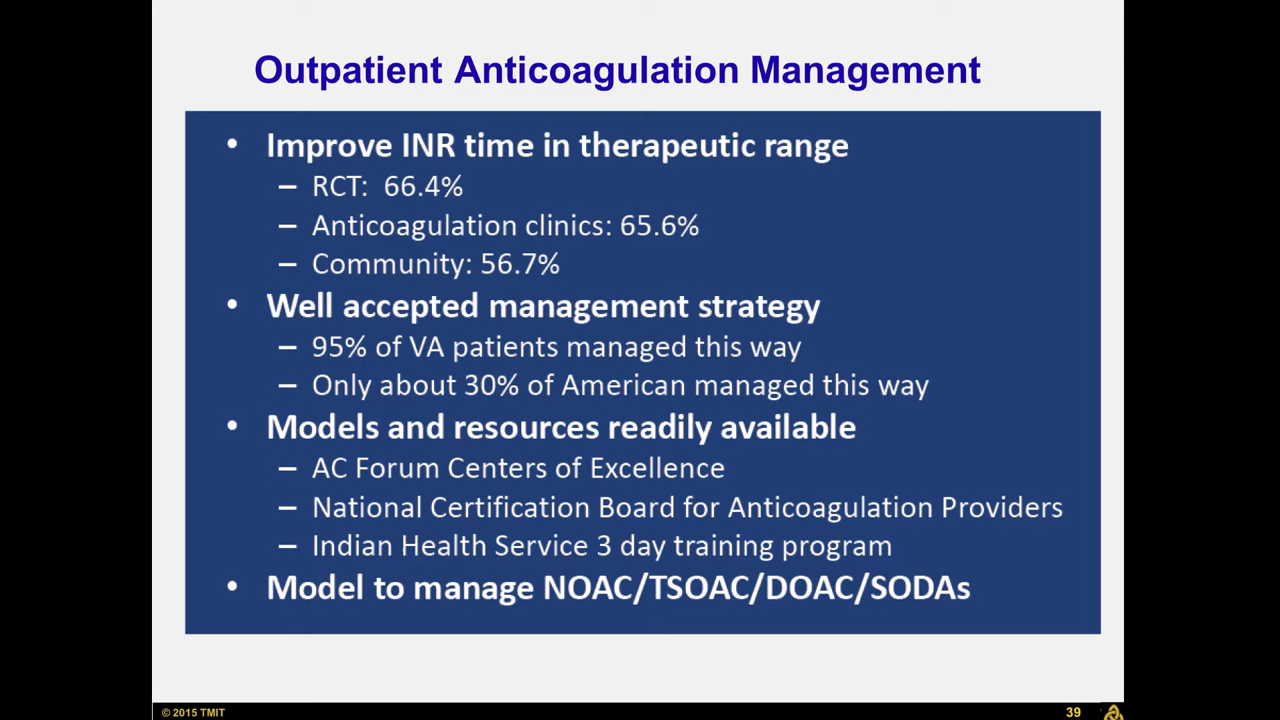 Outpatient Anticoagulation Management
• Improve INR time in therapeutic range
– RCT: 66.4%
– Anticoagulation clinics: 65.6%
– Community: 56.7%
• Well accepted management strategy
– 95% of VA patients managed this way
– Only about 30% of American managed this way
• Models and resources readily available
– AC Forum Centers of Excellence
– National Certification Board for Anticoagulation Providers
– Indian Health Service 3 day training program
• Model to manage NOAC/TSOAC/DOAC/SODAs
© 2015 TMIT
39